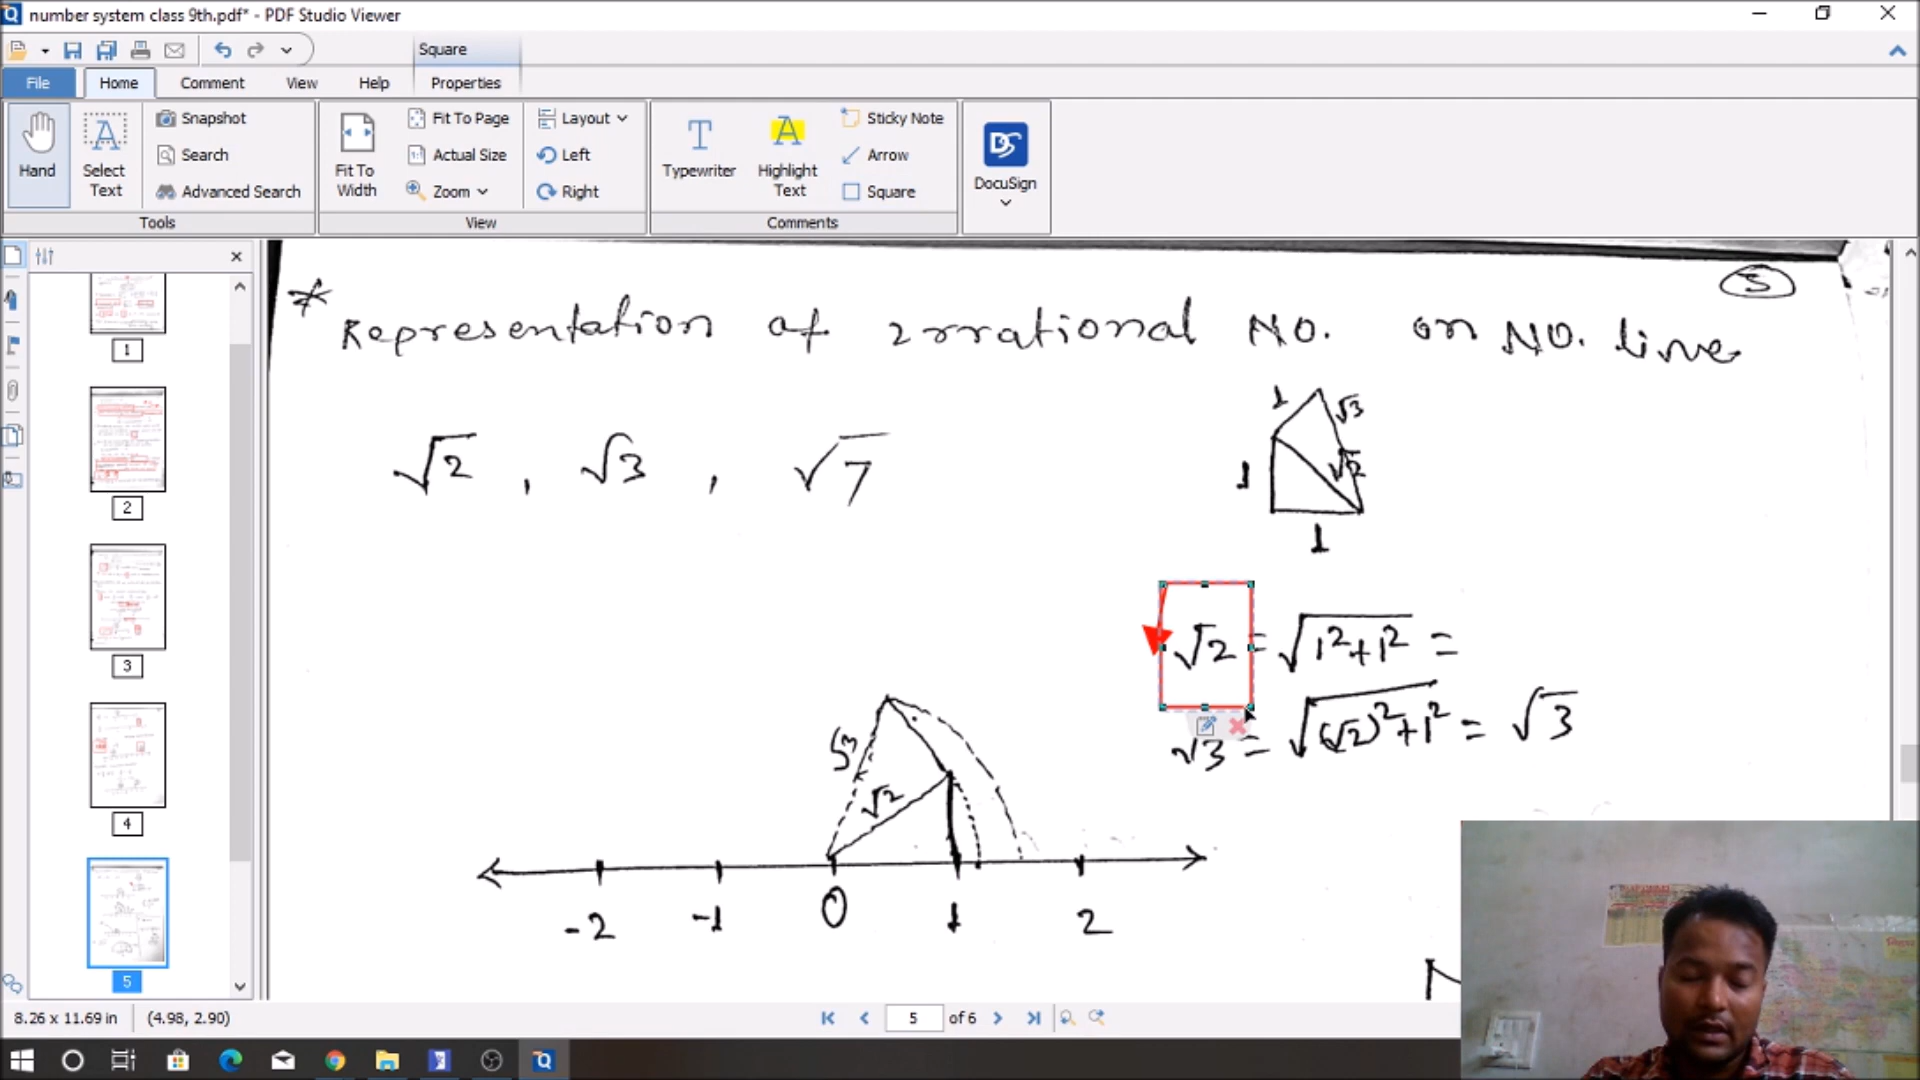 number system class 9th.pdf* - PDF Studio Viewer
Square
File Home Comment View Help Properties
Hand
Select Text
Snapshot
Search
Advanced Search
Tools
Fit To Width
Fit To Page
Actual Size
Zoom
Layout
Left
Right
View
Typewriter
Highlight Text
Sticky Note
Arrow
Square
Comments
DocuSign
1
2
3
4
5
5
* Representation of Irrational NO. on NO. line
√2 , √3 , √7
1 √3
1 √2
1
√2 = √1²+1² =
√3 = √(√2)²+1² = √3
√3
√2
-2 -1 0 1 2
8.26 x 11.69 in (4.98, 2.90)
5 of 6